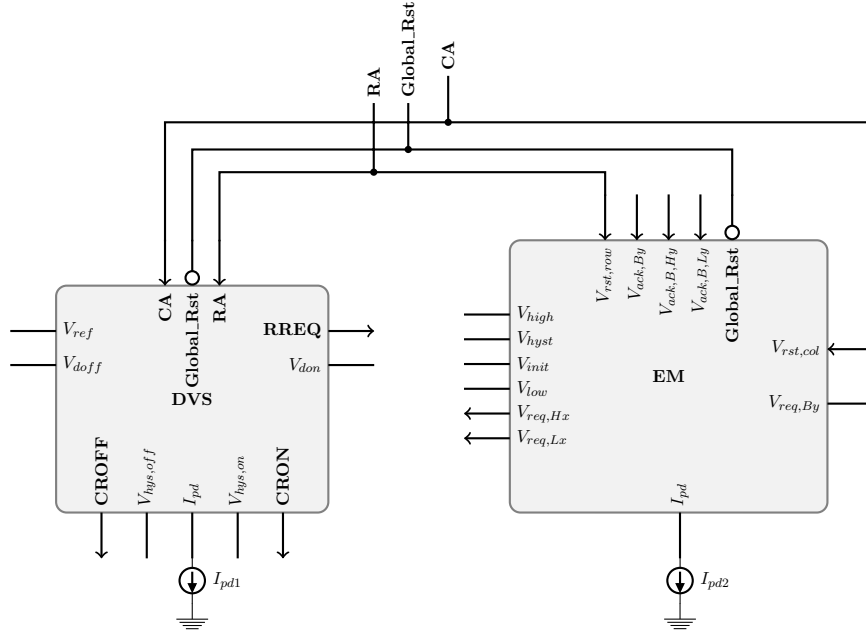 RA
Global_Rst
CA
CA
Global_Rst
RA
V_ref
V_doff
RREQ
V_don
DVS
CROFF
V_hys,off
I_pd
V_hys,on
CRON
I_pd1
V_rst,row
V_ack,By
V_ack,B,Hy
V_ack,B,Ly
Global_Rst
V_high
V_hyst
V_init
V_low
V_req,Hx
V_req,Lx
EM
V_rst,col
V_req,By
I_pd
I_pd2